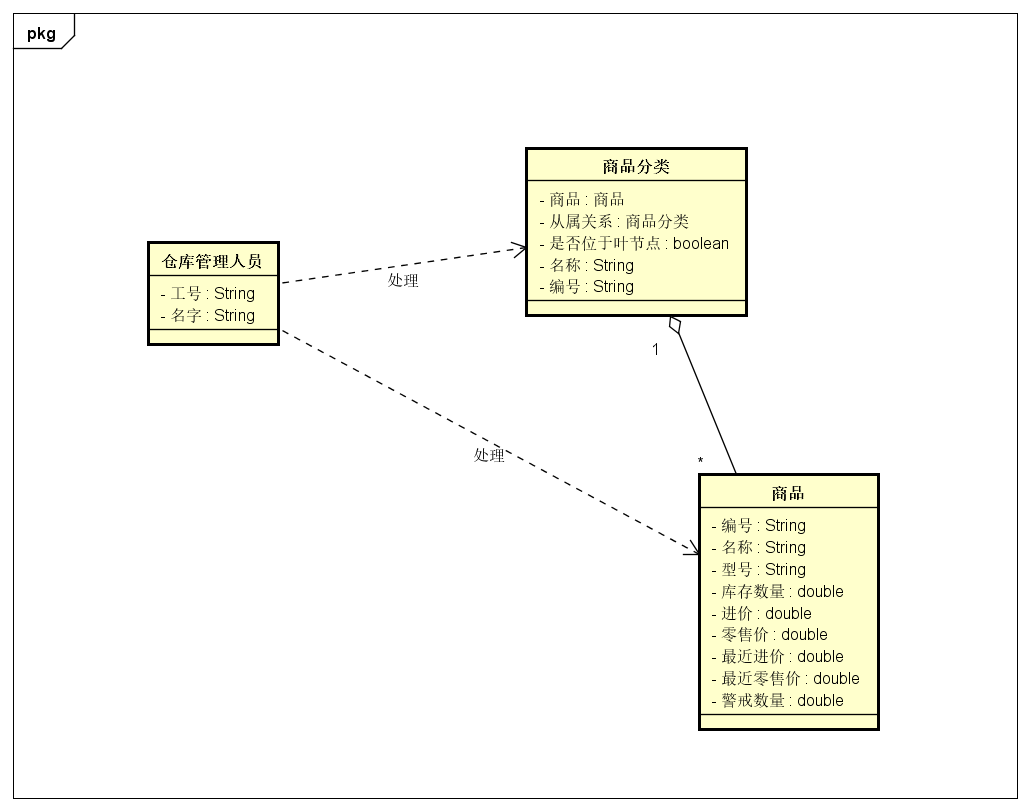 pkg
商品分类
- 商品 : 商品
- 从属关系 : 商品分类
- 是否位于叶节点 : boolean
- 名称 : String
- 编号 : String
仓库管理人员
- 工号 : String
- 名字 : String
处理
1
处理
*
商品
- 编号 : String
- 名称 : String
- 型号 : String
- 库存数量 : double
- 进价 : double
- 零售价 : double
- 最近进价 : double
- 最近零售价 : double
- 警戒数量 : double